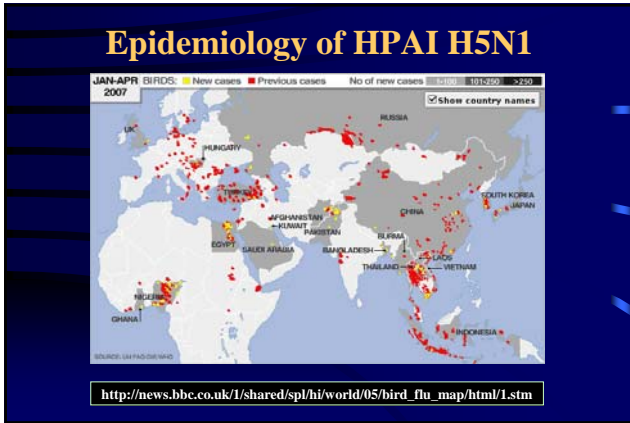 Epidemiology of HPAI H5N1
JAN-APR BIRDS: New cases Previous cases No of new cases 1-100 101-250 >250
2007
Show country names
RUSSIA
UK
HUNGARY
TURKEY
SOUTH KOREA
JAPAN
CHINA
AFGHANISTAN
KUWAIT
PAKISTAN
EGYPT
SAUDI ARABIA
BURMA
BANGLADESH
LAOS
THAILAND
VIETNAM
NIGERIA
GHANA
INDONESIA
SOURCE: UN FAO/OIE/WHO
http://news.bbc.co.uk/1/shared/spl/hi/world/05/bird_flu_map/html/1.stm